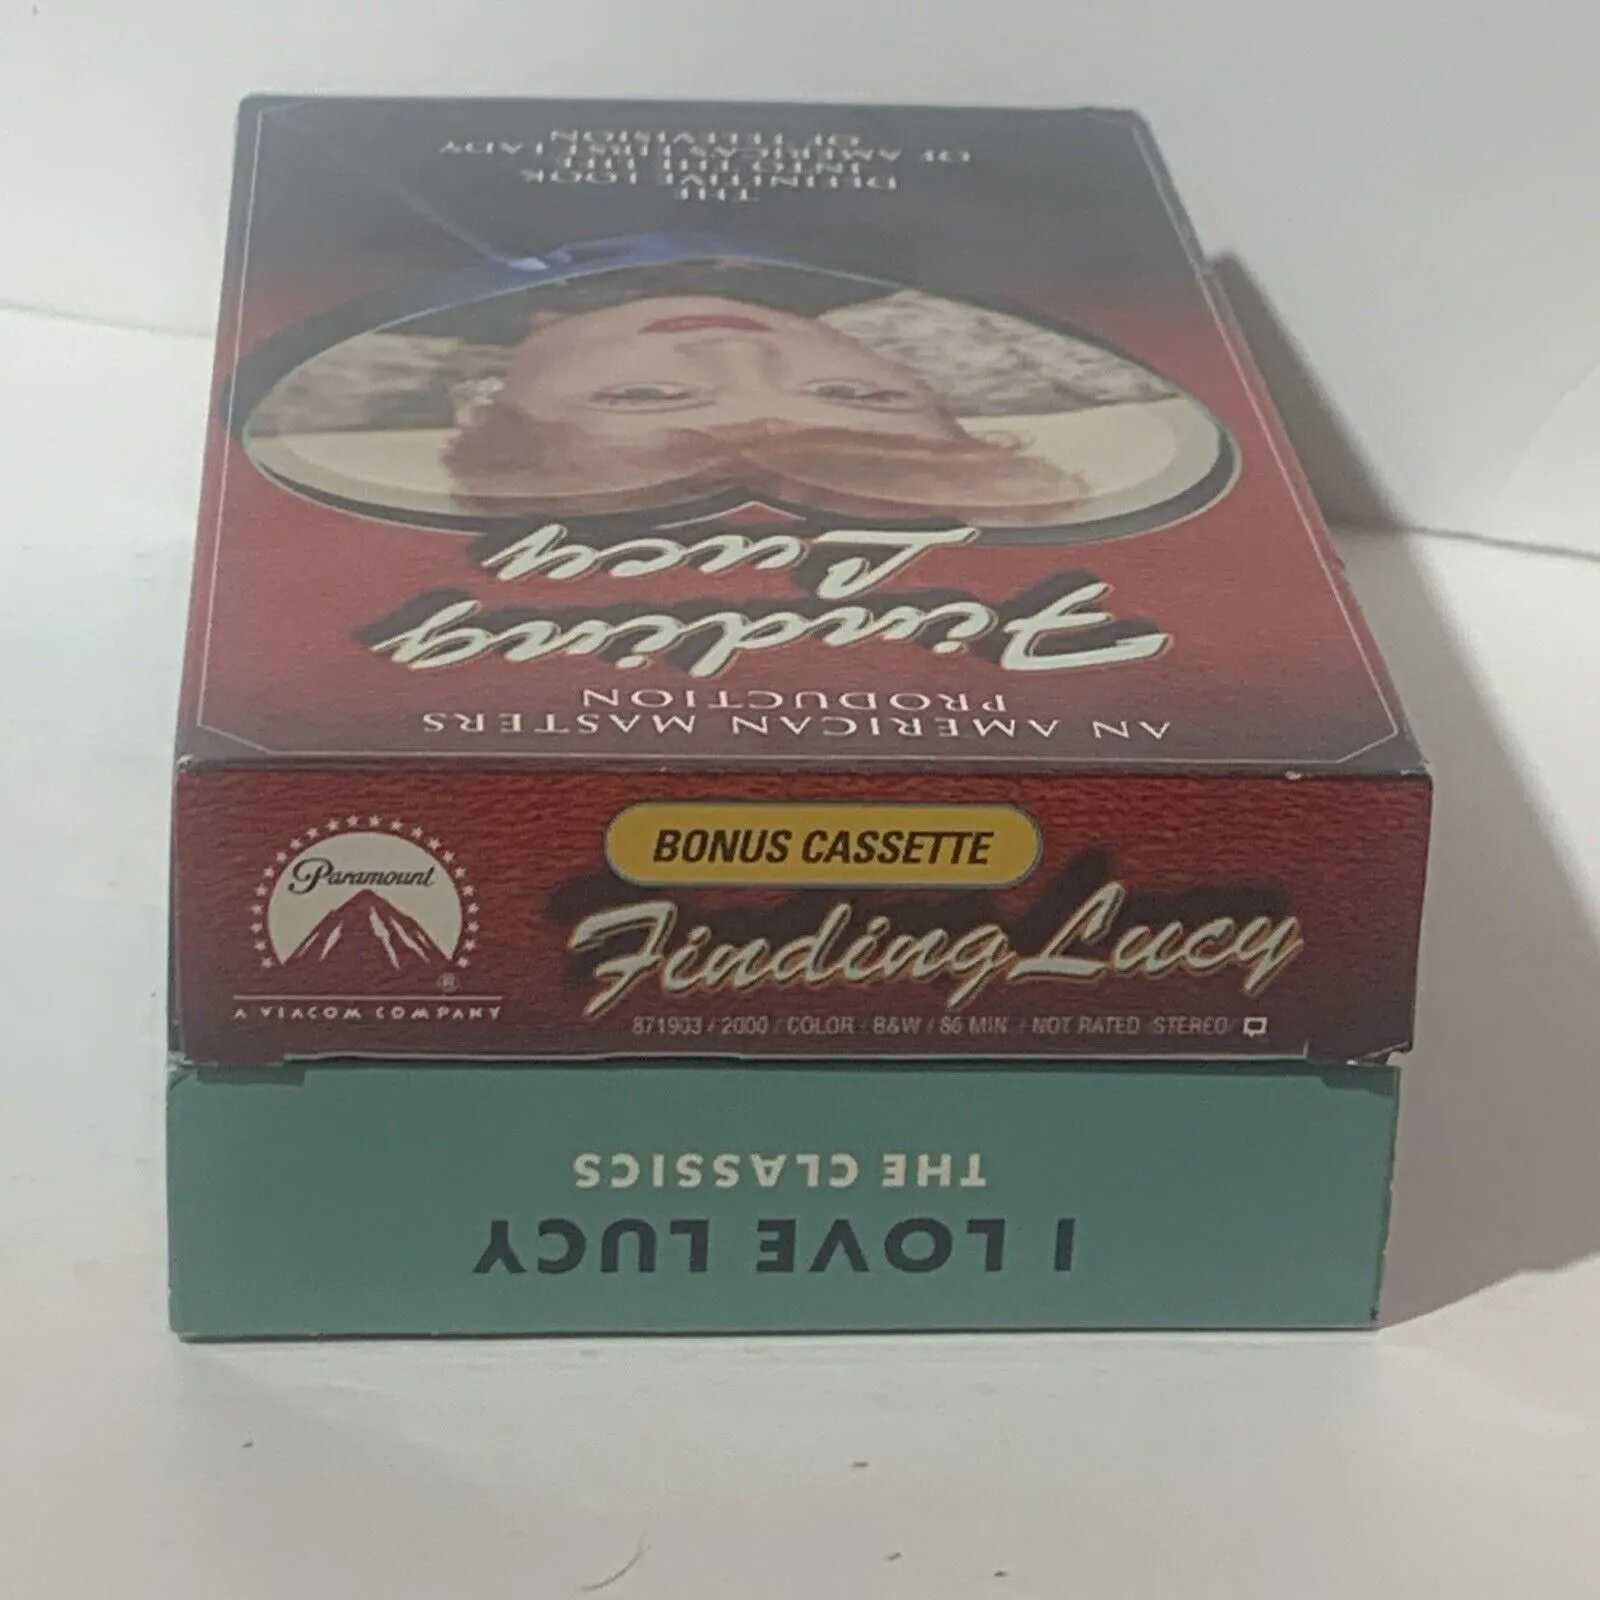 THE
DEFINITIVE LOOK
INTO THE LIFE
OF AMERICA'S FIRST LADY
OF TELEVISION
Finding
Lucy
AN AMERICAN MASTERS
PRODUCTION
Paramount
®
A VIACOM COMPANY
BONUS CASSETTE
Finding Lucy
871903 / 2000 / COLOR / B&W / 86 MIN. / NOT RATED / STEREO /
I LOVE LUCY
THE CLASSICS